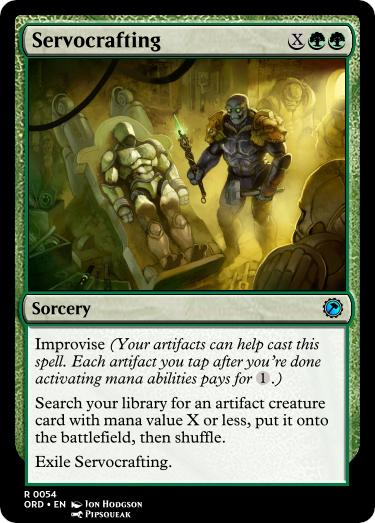 Servocrafting X
Sorcery
Improvise (Your artifacts can help cast this
spell. Each artifact you tap after you're done
activating mana abilities pays for 1.)
Search your library for an artifact creature
card with mana value X or less, put it onto
the battlefield, then shuffle.
Exile Servocrafting.
R 0054
ORD • EN Jon Hodgson
Pipsqueak